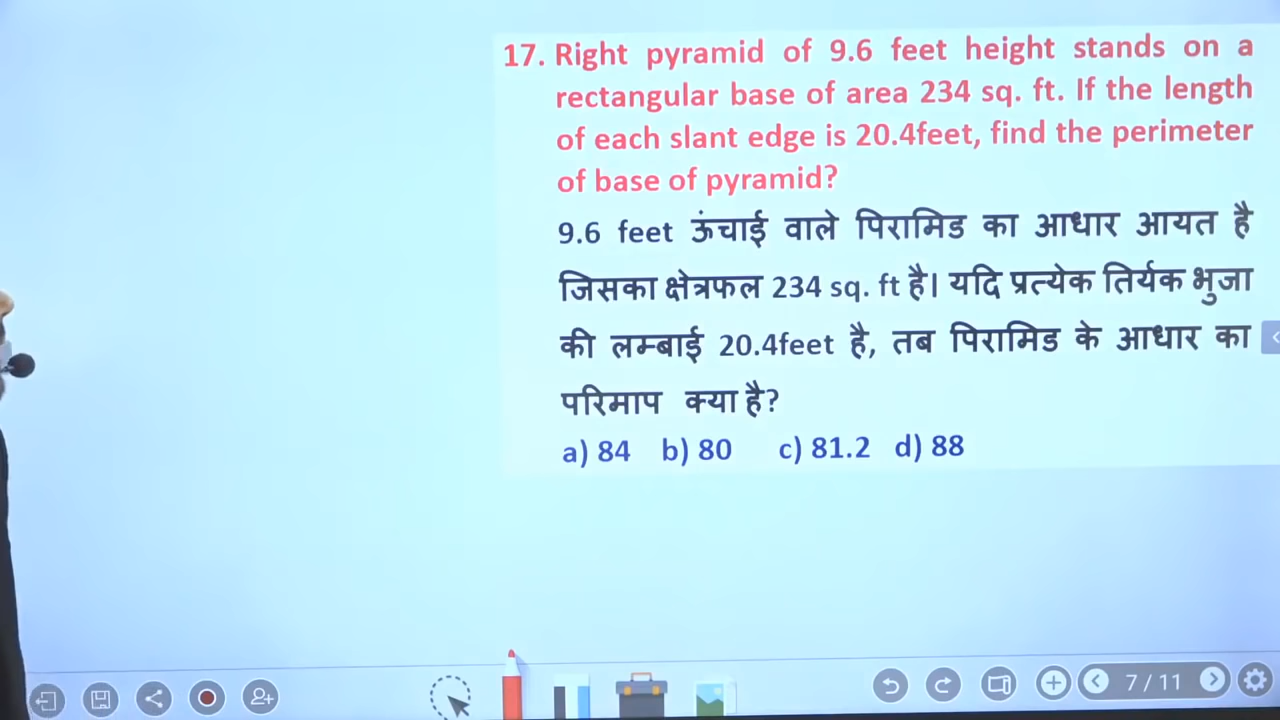 17. Right pyramid of 9.6 feet height stands on a
rectangular base of area 234 sq. ft. If the length
of each slant edge is 20.4feet, find the perimeter
of base of pyramid?
9.6 feet ऊंचाई वाले पिरामिड का आधार आयत है
जिसका क्षेत्रफल 234 sq. ft है। यदि प्रत्येक तिर्यक भुजा
की लम्बाई 20.4feet है, तब पिरामिड के आधार का
परिमाप क्या है?
a) 84 b) 80 c) 81.2 d) 88
7 / 11